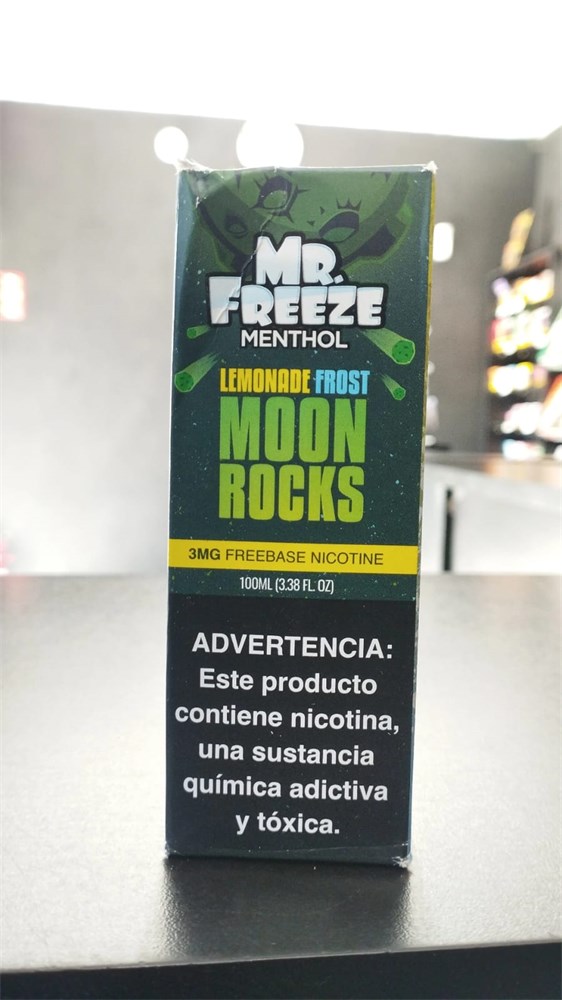 MR.
FREEZE
MENTHOL
LEMONADE FROST
MOON
ROCKS
3MG FREEBASE NICOTINE
100ML (3.38 FL. OZ)
ADVERTENCIA:
Este producto
contiene nicotina,
una sustancia
química adictiva
y tóxica.